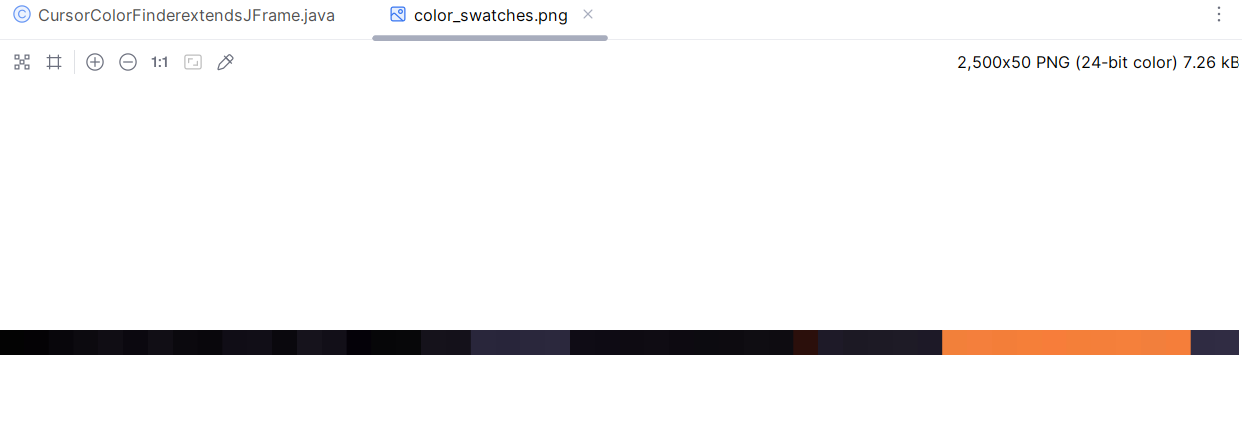 CursorColorFinderextendsJFrame.java
color_swatches.png
1:1
2,500x50 PNG (24-bit color) 7.26 kB